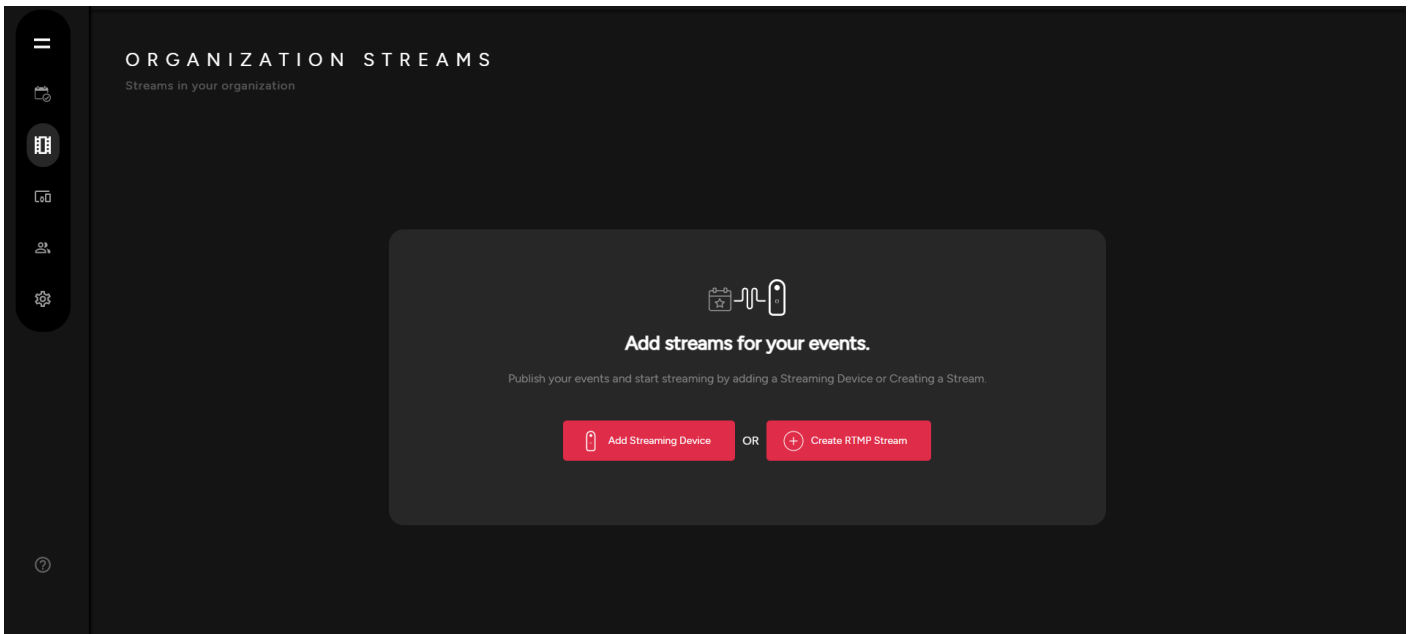 ORGANIZATION STREAMS
Streams in your organization
Add streams for your events.
Publish your events and start streaming by adding a Streaming Device or Creating a Stream.
Add Streaming Device OR Create RTMP Stream